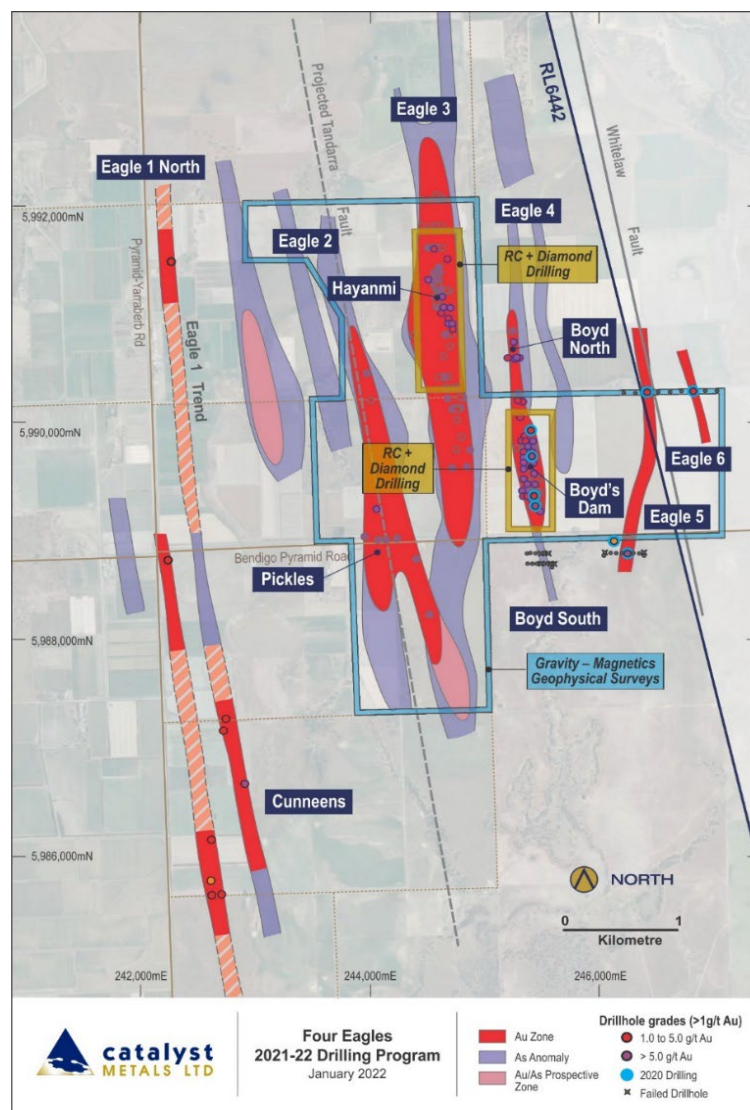 RL6442
Whitelaw
Fault
Projected Tandarra
Fault
Eagle 3
Eagle 1 North
5,992,000mN
Eagle 4
Eagle 2
RC + Diamond
Drilling
Pyramid-Yarraberb Rd
Hayanmi
Eagle 1 Trend
Boyd
North
5,990,000mN
RC +
Diamond
Drilling
Eagle 6
Boyd's
Dam
Eagle 5
Bendigo Pyramid Road
Pickles
5,988,000mN
Boyd South
Gravity – Magnetics
Geophysical Surveys
Cunneens
5,986,000mN
NORTH
0 1
Kilometre
242,000mE
244,000mE
246,000mE
catalyst
METALS LTD
Four Eagles
2021-22 Drilling Program
January 2022
Au Zone
As Anomaly
Au/As Prospective
Zone
Drillhole grades (>1g/t Au)
1.0 to 5.0 g/t Au
> 5.0 g/t Au
2020 Drilling
Failed Drillhole